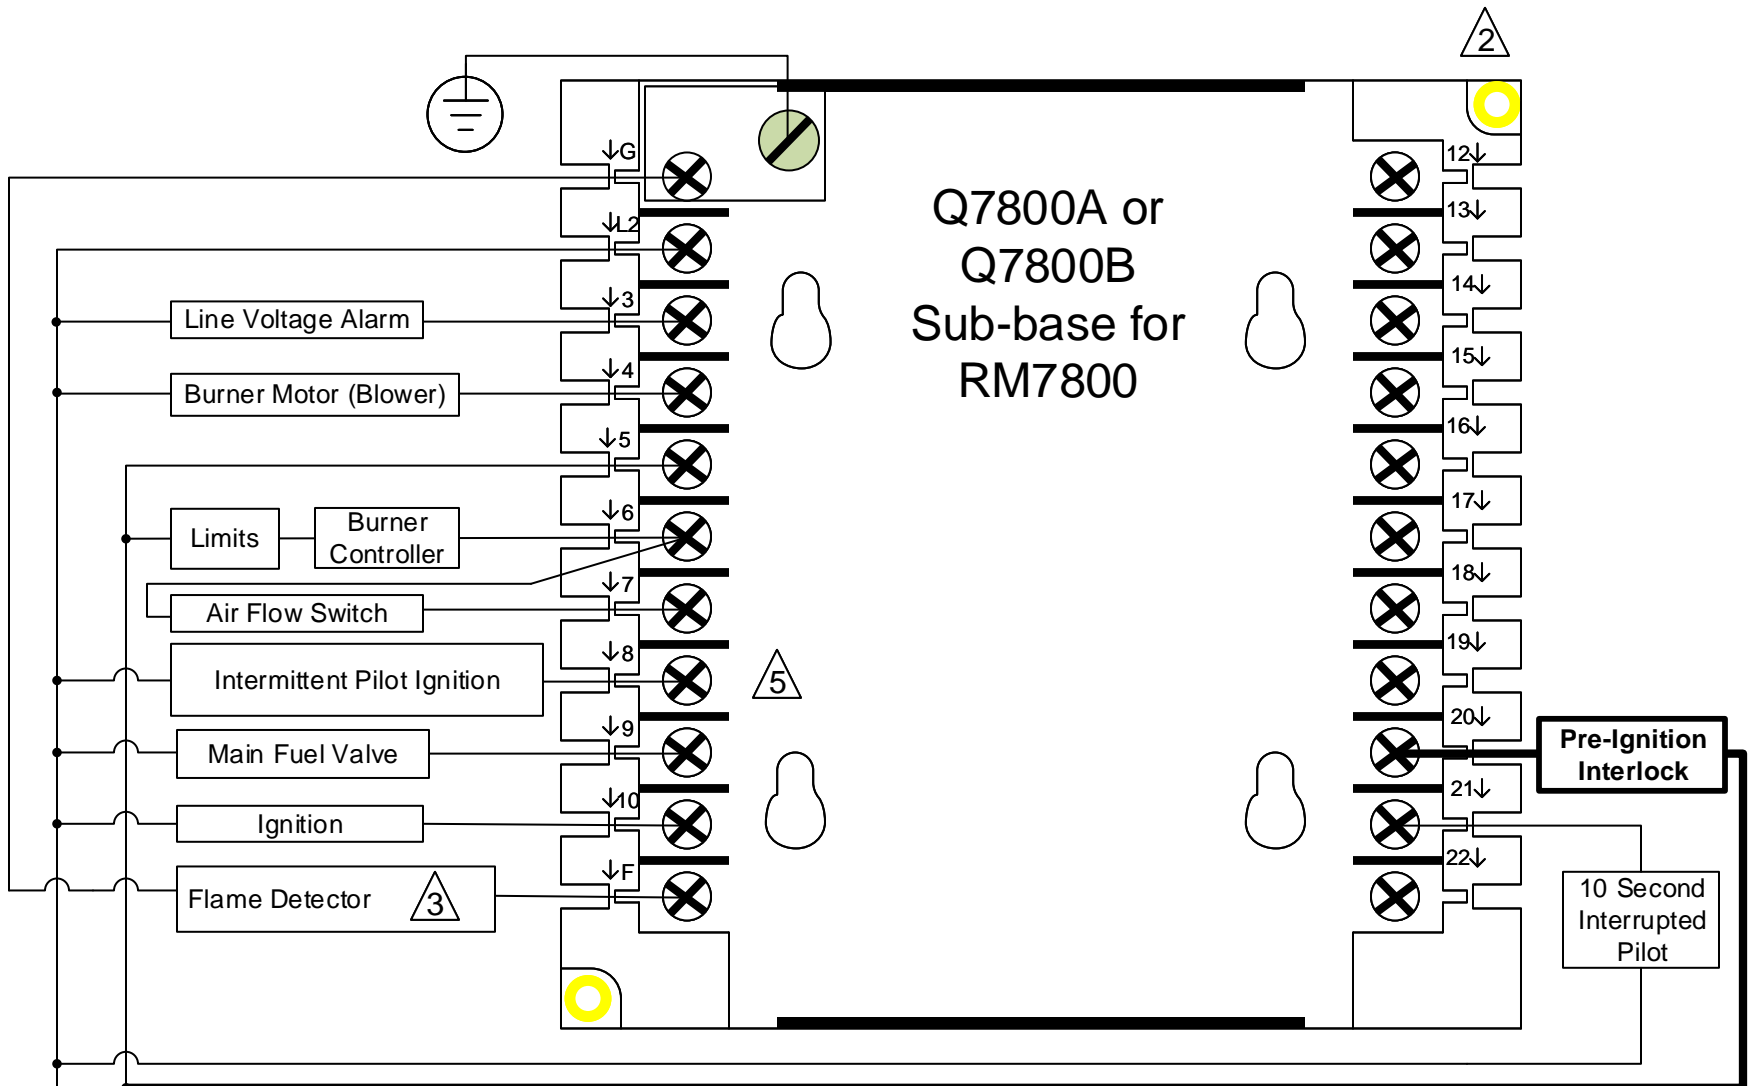 2
G
L2
3
4
5
6
7
8
9
10
F
Line Voltage Alarm
Burner Motor (Blower)
Limits
Burner
Controller
Air Flow Switch
Intermittent Pilot Ignition
Main Fuel Valve
Ignition
Flame Detector
3
Q7800A or
Q7800B
Sub-base for
RM7800
5
12
13
14
15
16
17
18
19
20
21
22
Pre-Ignition
Interlock
10 Second
Interrupted
Pilot